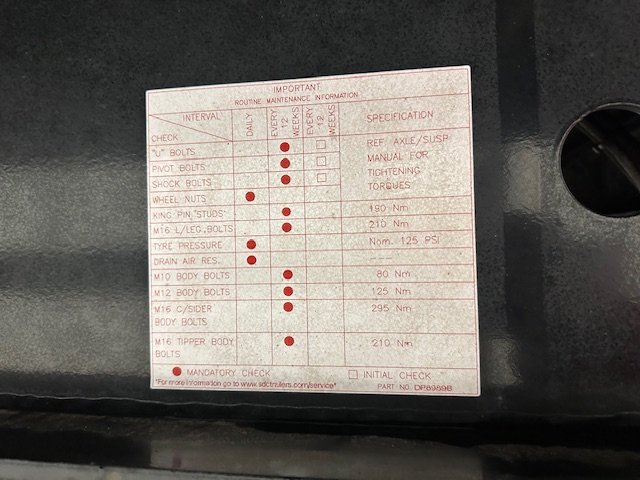 IMPORTANT
ROUTINE MAINTENANCE INFORMATION
INTERVAL
CHECK
DAILY
EVERY 12 WEEKS
EVERY 12 WEEKS
SPECIFICATION
"U" BOLTS
PIVOT BOLTS
SHOCK BOLTS
REF AXLE/SUSP
MANUAL FOR
TIGHTENING
TORQUES
WHEEL NUTS
KING PIN 'STUDS' 190 Nm
M16 L/LEG BOLTS 210 Nm
TYRE PRESSURE Nom. 125 PSI
DRAIN AIR RES. ---
M10 BODY BOLTS 80 Nm
M12 BODY BOLTS 125 Nm
M16 C/SIDER 295 Nm
BODY BOLTS
M16 TIPPER BODY 210 Nm
BOLTS
MANDATORY CHECK INITIAL CHECK
*For more information go to www.sdctrailers.com/service* PART NO. DP8989B